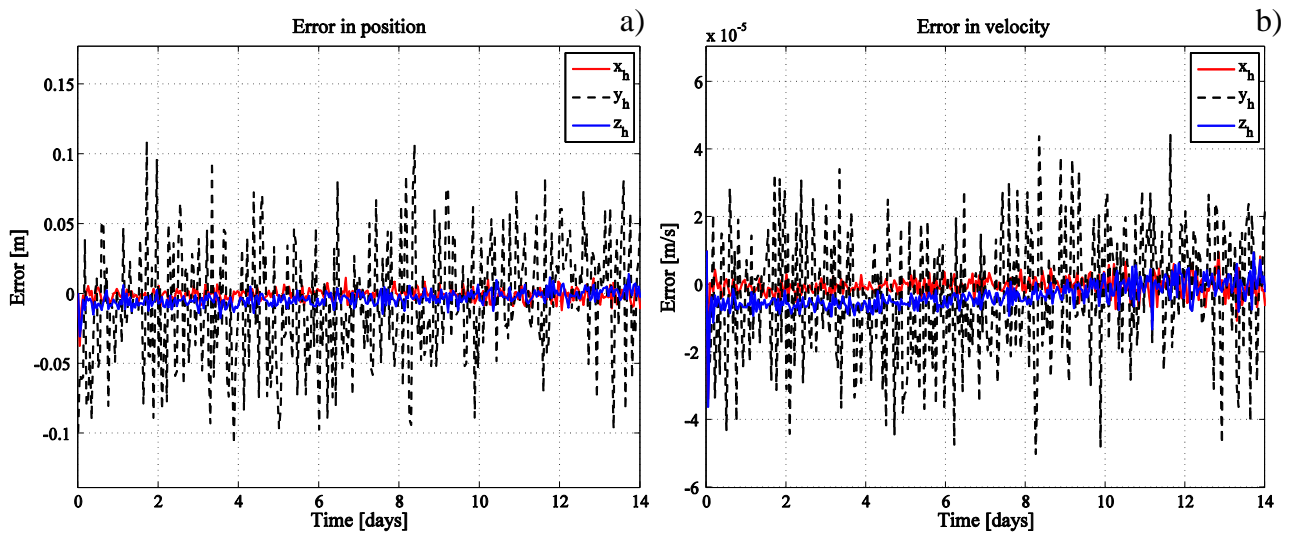 Error in position
a)
0.15
0.1
0.05
0
-0.05
-0.1
Error [m]
0 2 4 6 8 10 12 14
Time [days]
x_h
y_h
z_h
Error in velocity
b)
x 10^-5
6
4
2
0
-2
-4
-6
Error [m/s]
0 2 4 6 8 10 12 14
Time [days]
x_h
y_h
z_h